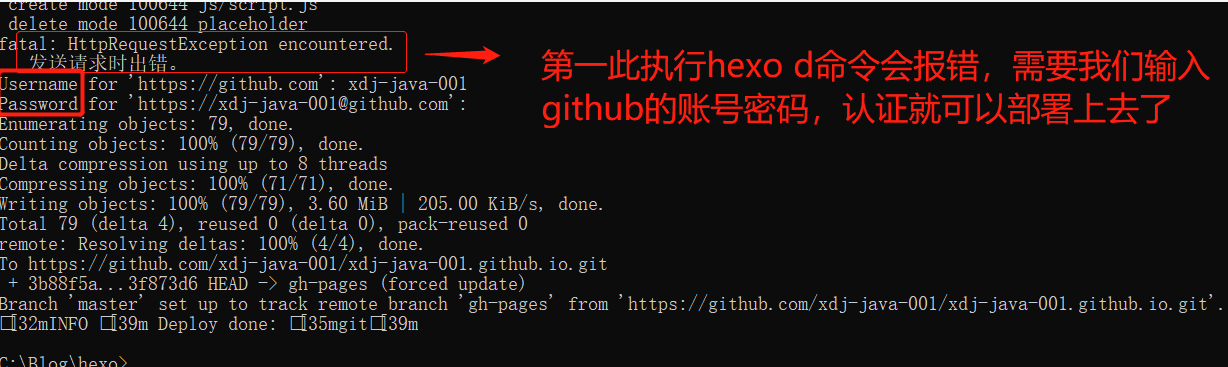 create mode 100644 js/script.js
delete mode 100644 placeholder
fatal: HttpRequestException encountered.
发送请求时出错。
Username for 'https://github.com': xdj-java-001
Password for 'https://xdj-java-001@github.com':
Enumerating objects: 79, done.
Counting objects: 100% (79/79), done.
Delta compression using up to 8 threads
Compressing objects: 100% (71/71), done.
Writing objects: 100% (79/79), 3.60 MiB | 205.00 KiB/s, done.
Total 79 (delta 4), reused 0 (delta 0), pack-reused 0
remote: Resolving deltas: 100% (4/4), done.
To https://github.com/xdj-java-001/xdj-java-001.github.io.git
+ 3b88f5a...3f873d6 HEAD -> gh-pages (forced update)
Branch 'master' set up to track remote branch 'gh-pages' from 'https://github.com/xdj-java-001/xdj-java-001.github.io.git'.
[32mINFO [39m Deploy done: [35mgit[39m
C:\Blog\hexo>
第一此执行hexo d命令会报错，需要我们输入
github的账号密码，认证就可以部署上去了